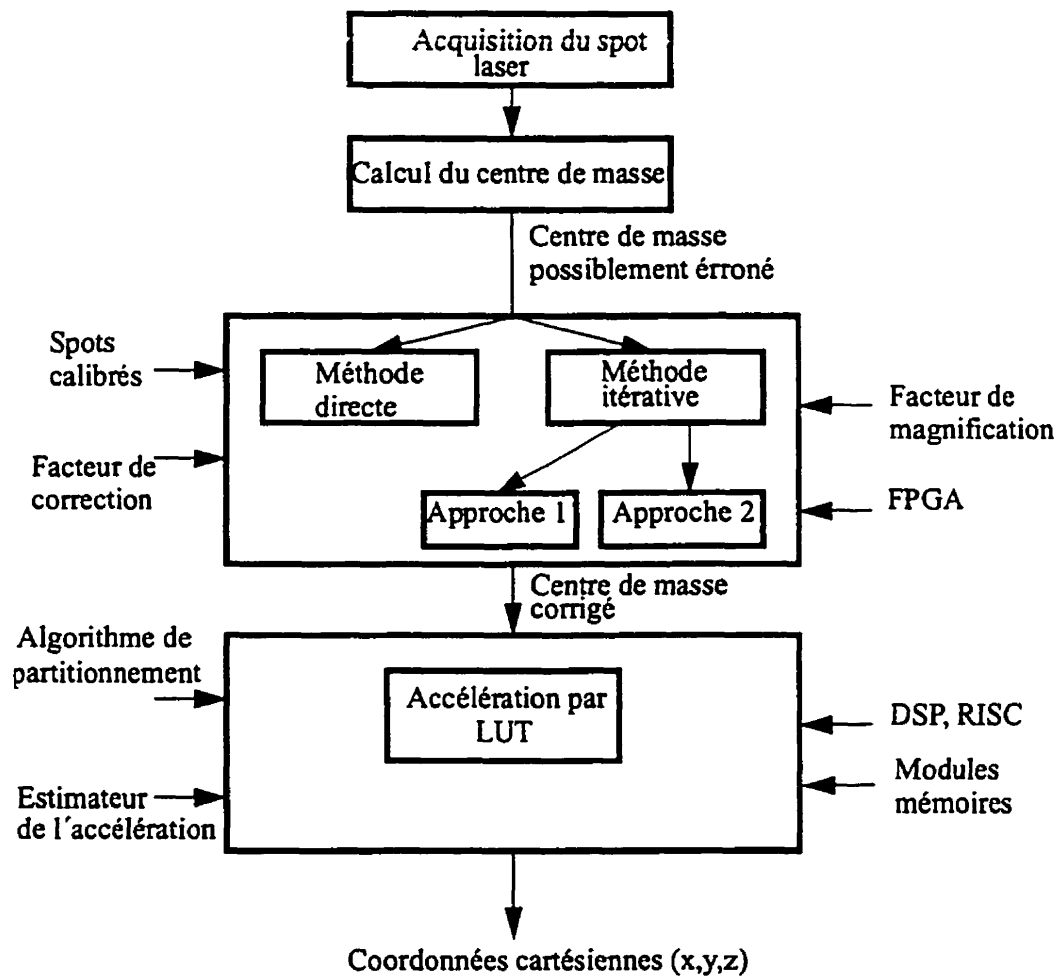 Acquisition du spot
laser
Calcul du centre de masse
Centre de masse
possiblement érroné
Spots
calibrés
Méthode
directe
Méthode
itérative
Facteur de
magnification
Facteur de
correction
Approche 1
Approche 2
FPGA
Centre de masse
corrigé
Algorithme de
partitionnement
Accélération par
LUT
DSP, RISC
Modules
mémoires
Estimateur
de l´accélération
Coordonnées cartésiennes (x,y,z)